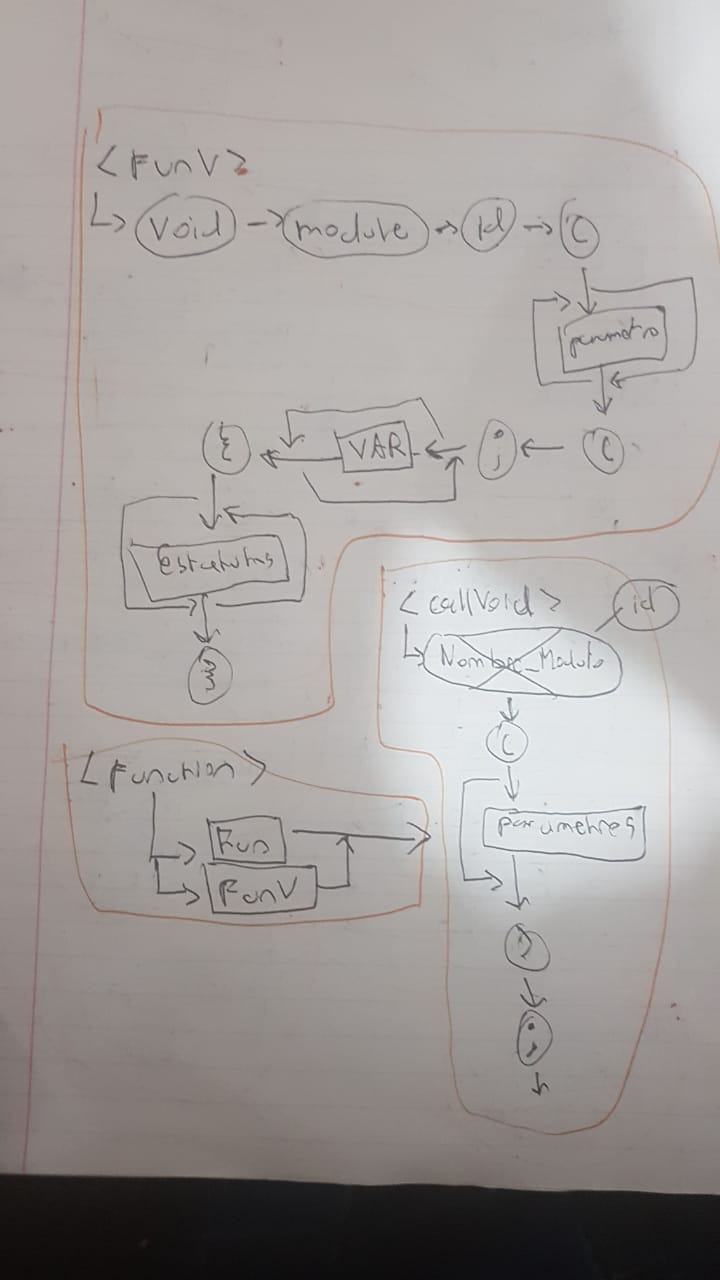 <FunV>
void module id (
parametro
{ VAR ; (
Estatutos
}
<callVoid> id
Nombre_Modulo
(
<Function>
parametros
Fun
FunV
)
;